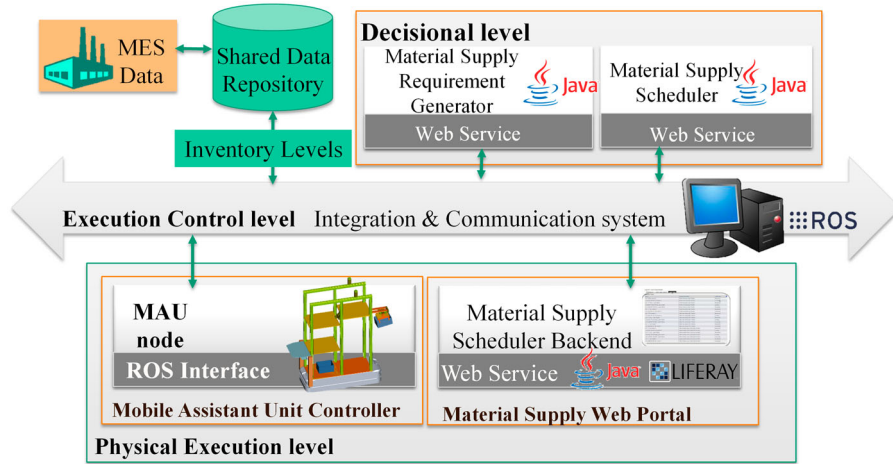 MES
Data
Shared Data
Repository
Inventory Levels
Decisional level
Material Supply
Requirement
Generator
Java
Web Service
Material Supply
Scheduler
Java
Web Service
Execution Control level
Integration & Communication system
ROS
MAU
node
ROS Interface
Mobile Assistant Unit Controller
Material Supply
Scheduler Backend
Web Service
Java
LIFERAY
Material Supply Web Portal
Physical Execution level